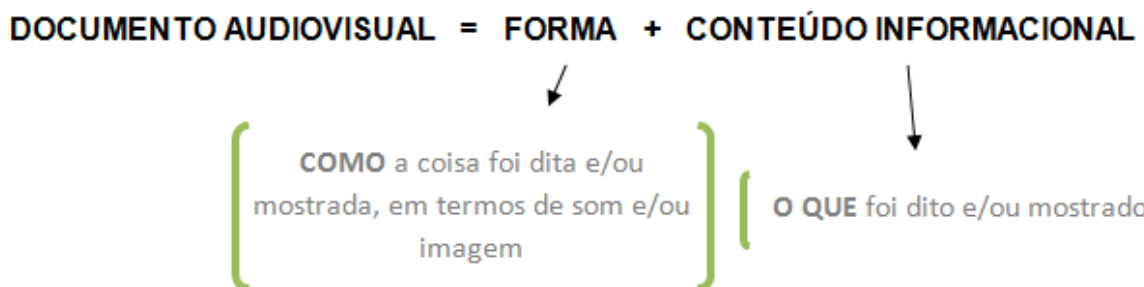 DOCUMENTO AUDIOVISUAL = FORMA + CONTEÚDO INFORMACIONAL
COMO a coisa foi dita e/ou
mostrada, em termos de som e/ou
imagem
O QUE foi dito e/ou mostrado